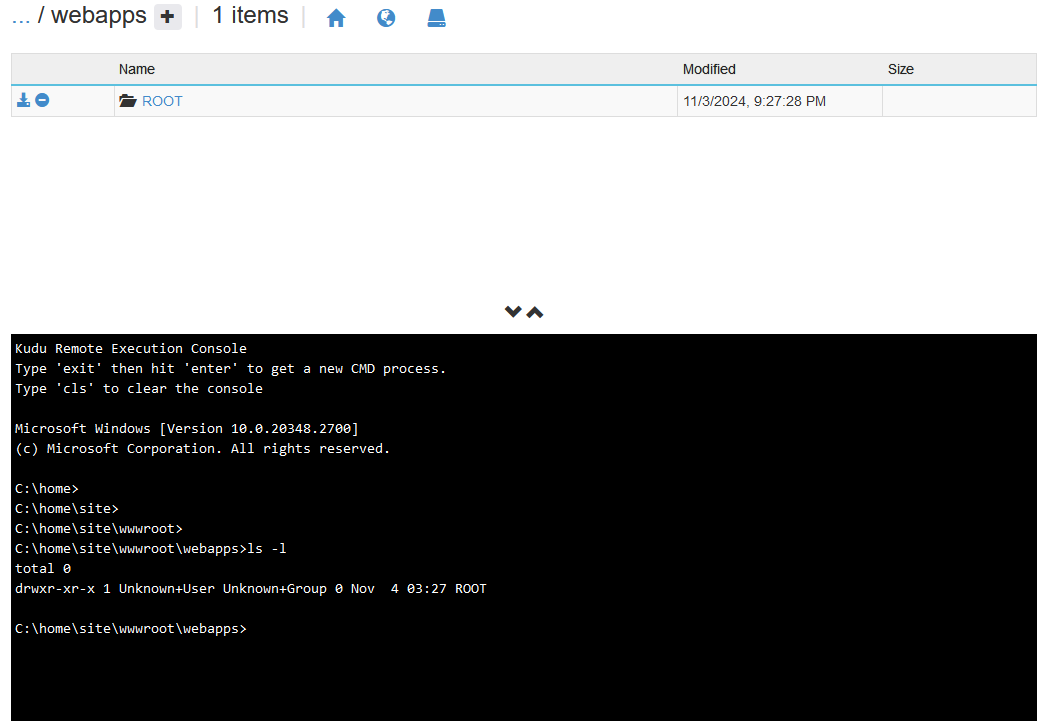 ... / webapps + | 1 items |
Name Modified Size
ROOT 11/3/2024, 9:27:28 PM
Kudu Remote Execution Console
Type 'exit' then hit 'enter' to get a new CMD process.
Type 'cls' to clear the console
Microsoft Windows [Version 10.0.20348.2700]
(c) Microsoft Corporation. All rights reserved.
C:\home>
C:\home\site>
C:\home\site\wwwroot>
C:\home\site\wwwroot\webapps>ls -l
total 0
drwxr-xr-x 1 Unknown+User Unknown+Group 0 Nov  4 03:27 ROOT
C:\home\site\wwwroot\webapps>